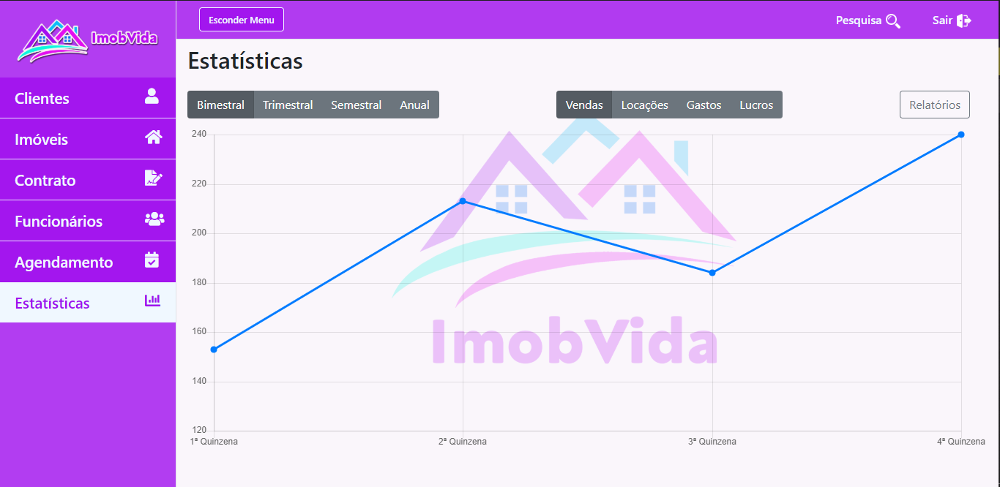 ImobVida
Esconder Menu
Pesquisa
Sair
Clientes
Imóveis
Contrato
Funcionários
Agendamento
Estatísticas
Estatísticas
Bimestral Trimestral Semestral Anual
Vendas Locações Gastos Lucros
Relatórios
240
220
200
180
160
140
120
1ª Quinzena 2ª Quinzena 3ª Quinzena 4ª Quinzena
ImobVida